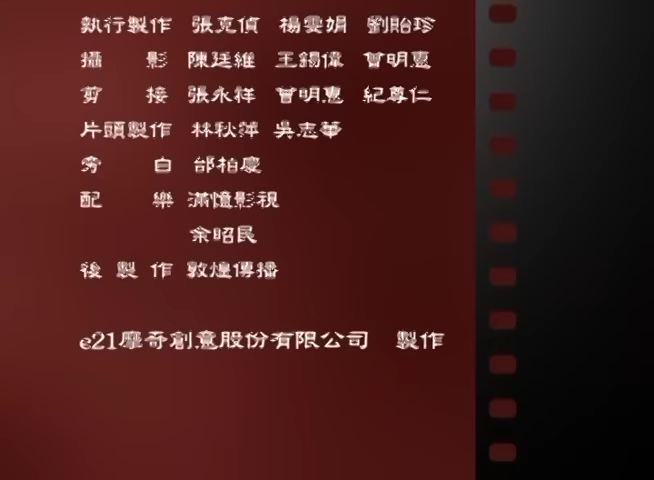 執行製作 張克偵 楊雯娟 劉貽珍
攝影 陳廷維 王錫偉 曾明惠
剪接 張永祥 曾明惠 紀尊仁
片頭製作 林秋萍 吳志華
旁白 邰柏慶
配樂 滿憶影視
余昭民
後製作 敦煌傳播
e21摩奇創意股份有限公司 製作